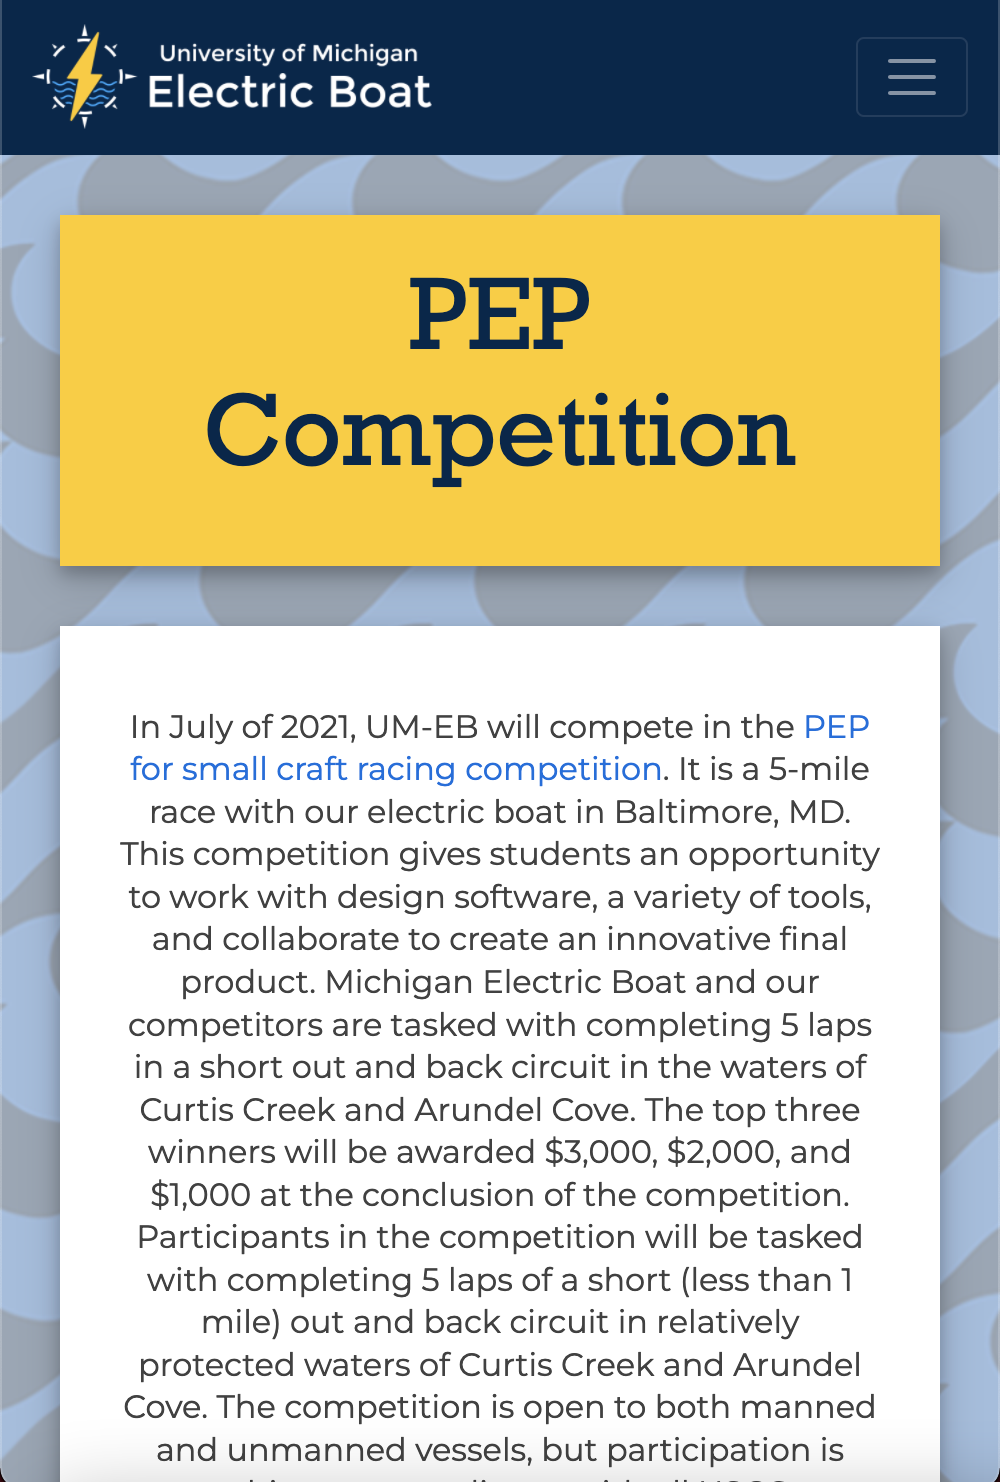 University of Michigan
Electric Boat
PEP
Competition
In July of 2021, UM-EB will compete in the PEP
for small craft racing competition. It is a 5-mile
race with our electric boat in Baltimore, MD.
This competition gives students an opportunity
to work with design software, a variety of tools,
and collaborate to create an innovative final
product. Michigan Electric Boat and our
competitors are tasked with completing 5 laps
in a short out and back circuit in the waters of
Curtis Creek and Arundel Cove. The top three
winners will be awarded $3,000, $2,000, and
$1,000 at the conclusion of the competition.
Participants in the competition will be tasked
with completing 5 laps of a short (less than 1
mile) out and back circuit in relatively
protected waters of Curtis Creek and Arundel
Cove. The competition is open to both manned
and unmanned vessels, but participation is